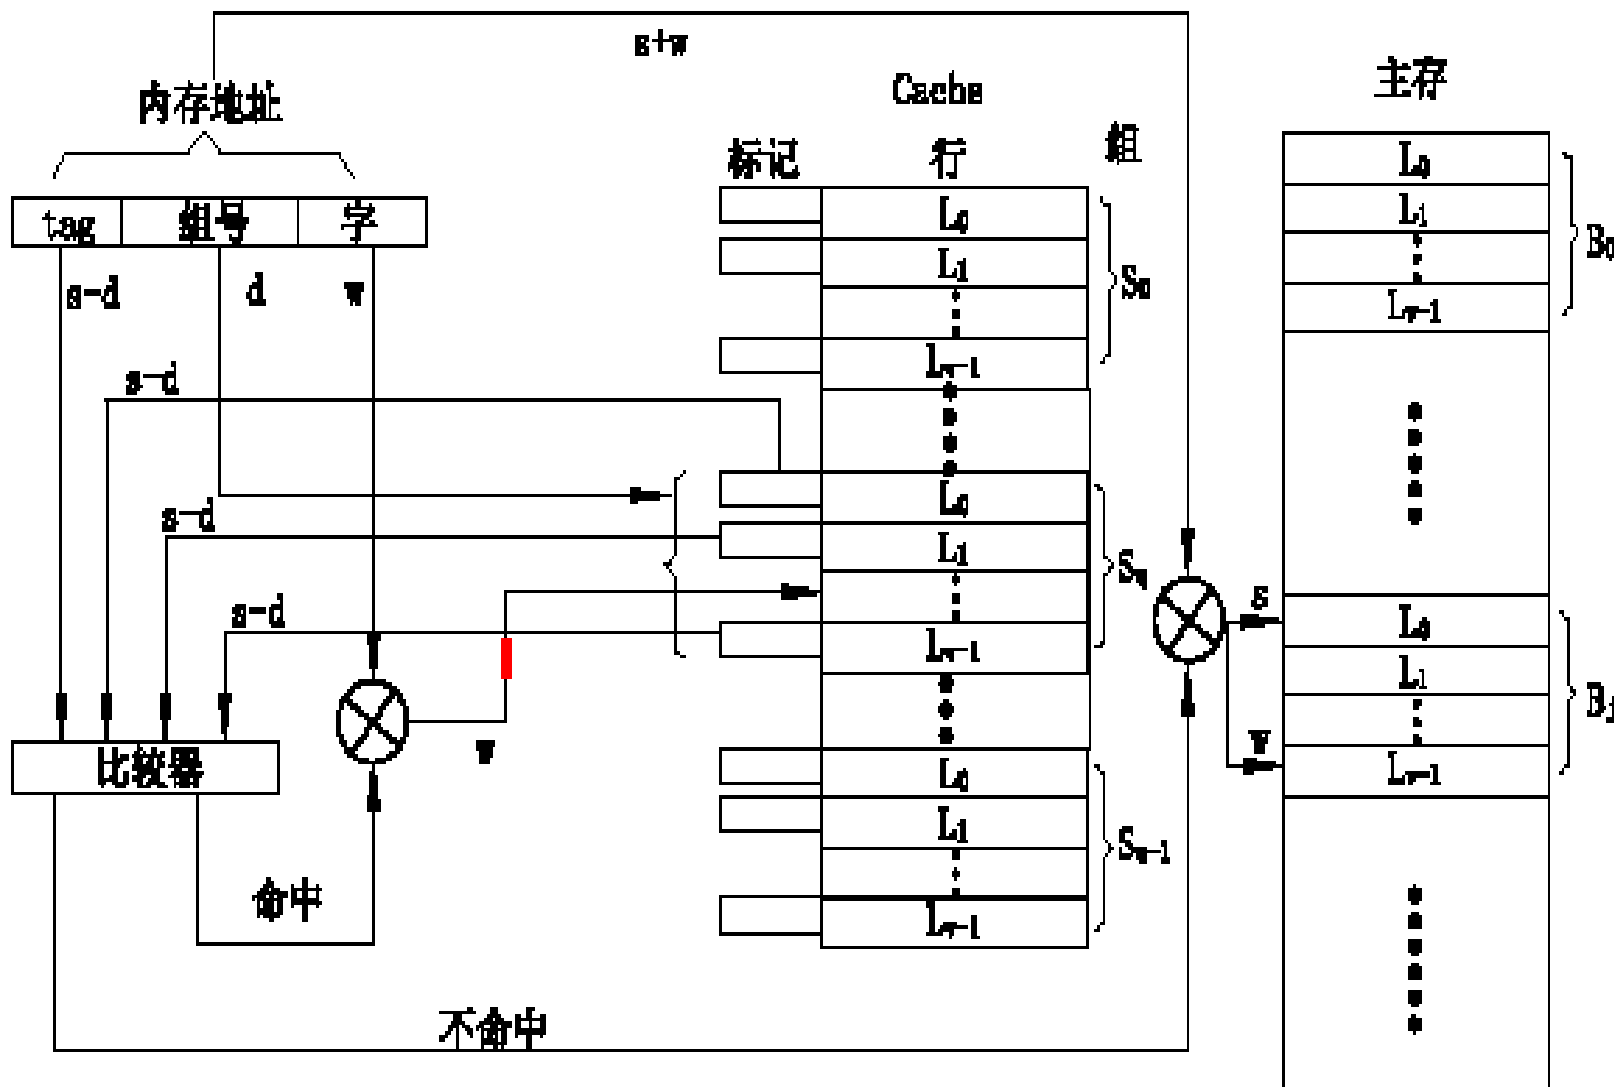 s+w
内存地址
Cache
主存
标记 行 组
tag 组号 字
s-d d w
L0
L1
Lv-1
S0
L0
L1
Lv-1
B0
s-d
s-d
s-d
L0
L1
Lv-1
s
w
L0
L1
Lv-1
Bj
比较器
w
L0
L1
Lv-1
Su-1
命中
不命中